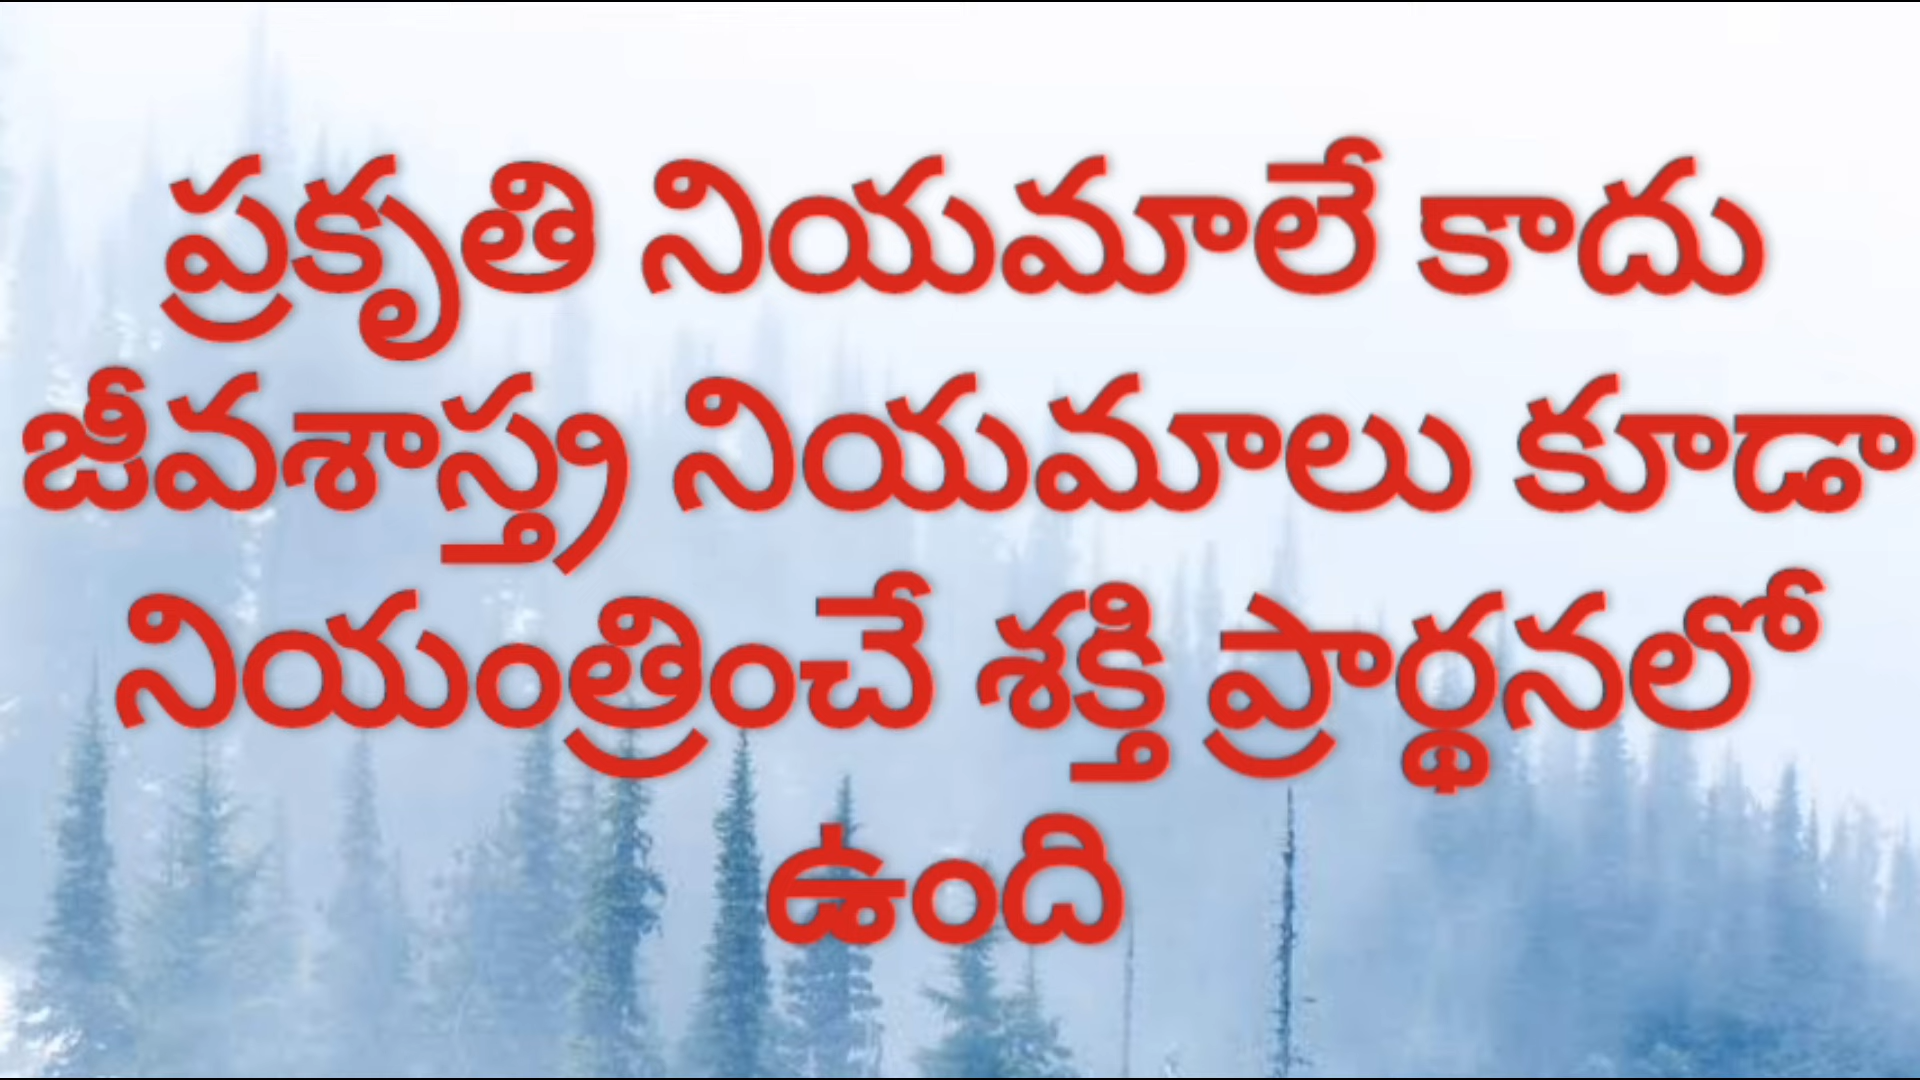 ప్రకృతి నియమాలే కాదు
జీవశాస్త్ర నియమాలు కూడా
నియంత్రించే శక్తి ప్రార్థనలో
ఉంది